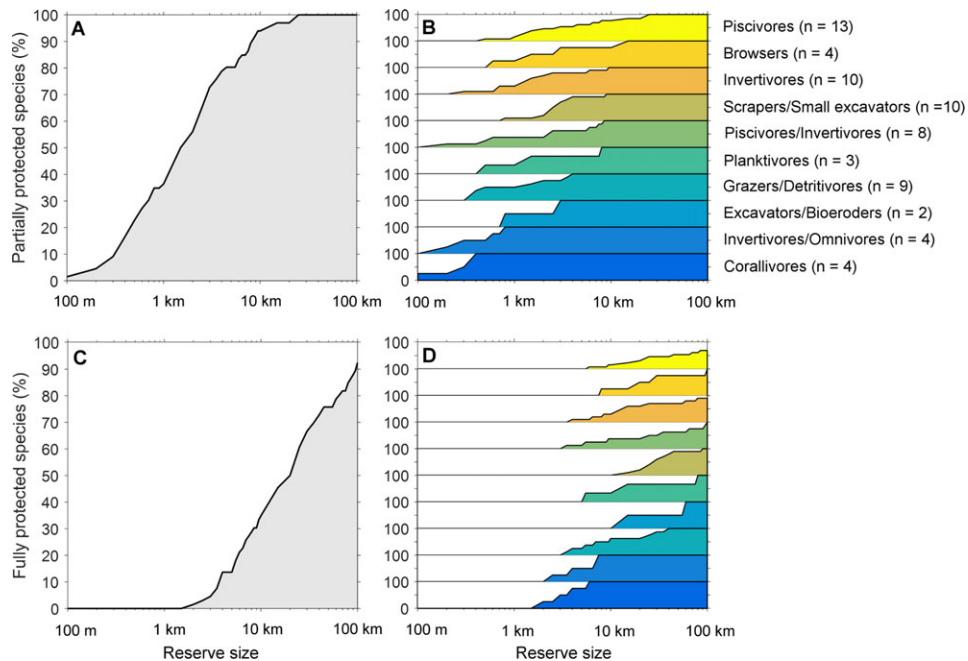 A
Partially protected species (%)
100
90
80
70
60
50
40
30
20
10
0
100 m
1 km
10 km
100 km
B
100
100
100
100
100
100
100
100
100
100
0
100 m
1 km
10 km
100 km
Piscivores (n = 13)
Browsers (n = 4)
Invertivores (n = 10)
Scrapers/Small excavators (n =10)
Piscivores/Invertivores (n = 8)
Planktivores (n = 3)
Grazers/Detritivores (n = 9)
Excavators/Bioeroders (n = 2)
Invertivores/Omnivores (n = 4)
Corallivores (n = 4)
C
Fully protected species (%)
100
90
80
70
60
50
40
30
20
10
0
100 m
1 km
10 km
100 km
Reserve size
D
100
100
100
100
100
100
100
100
100
100
0
100 m
1 km
10 km
100 km
Reserve size